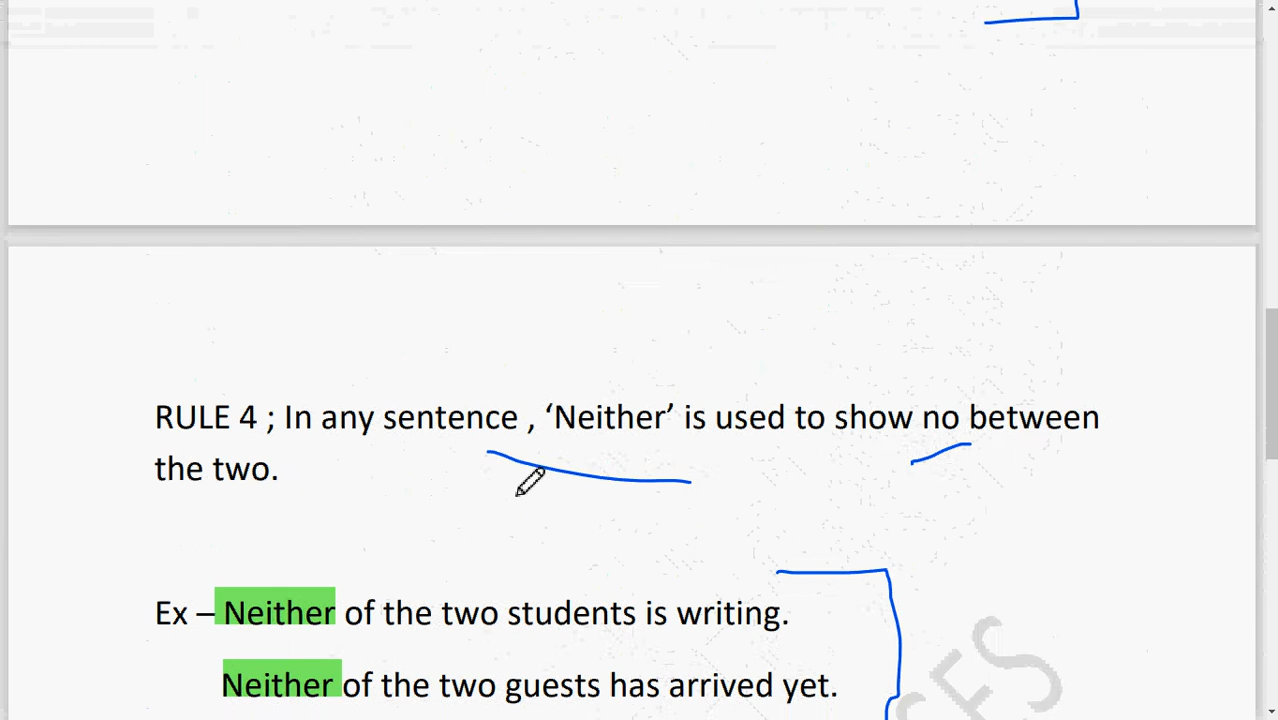 RULE 4 ; In any sentence , ‘Neither’ is used to show no between
the two.
Ex – Neither of the two students is writing.
Neither of the two guests has arrived yet.